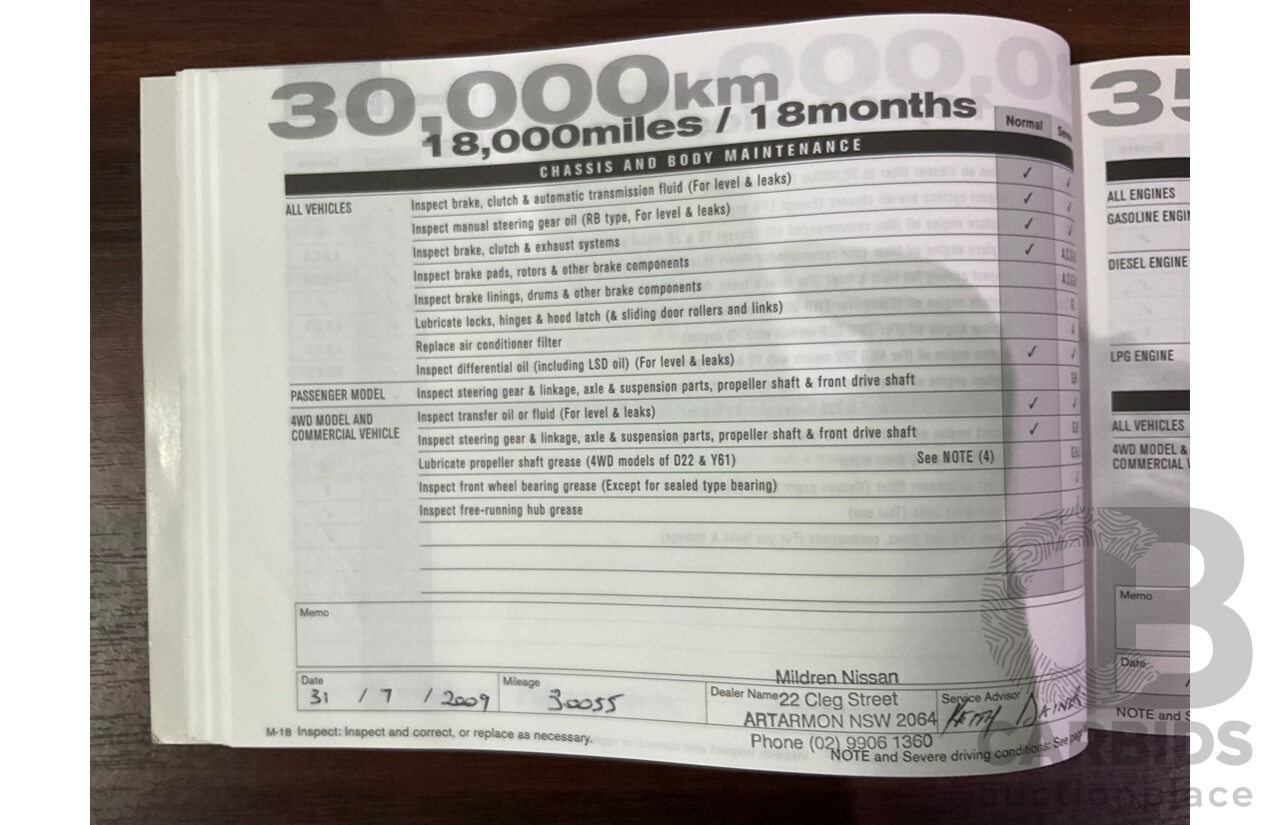 30,000km
18,000miles / 18months
Normal
CHASSIS AND BODY MAINTENANCE
ALL VEHICLES
Inspect brake, clutch & automatic transmission fluid (For level & leaks) ✓
Inspect manual steering gear oil (RB type, For level & leaks) ✓
Inspect brake, clutch & exhaust systems ✓
Inspect brake pads, rotors & other brake components ✓
Inspect brake linings, drums & other brake components
Lubricate locks, hinges & hood latch (& sliding door rollers and links)
Replace air conditioner filter
Inspect differential oil (including LSD oil) (For level & leaks) ✓
PASSENGER MODEL
Inspect steering gear & linkage, axle & suspension parts, propeller shaft & front drive shaft
4WD MODEL AND
COMMERCIAL VEHICLE
Inspect transfer oil or fluid (For level & leaks) ✓
Inspect steering gear & linkage, axle & suspension parts, propeller shaft & front drive shaft ✓
Lubricate propeller shaft grease (4WD models of D22 & Y61) See NOTE (4)
Inspect front wheel bearing grease (Except for sealed type bearing)
Inspect free-running hub grease
Memo
Date
31 / 7 / 2009
Mileage
30055
Dealer Name
Mildren Nissan
22 Cleg Street
ARTARMON NSW 2064
Phone (02) 9906 1360
Service Advisor
M-18 Inspect: Inspect and correct, or replace as necessary.
NOTE and Severe driving conditions: See
35
ALL ENGINES
GASOLINE
DIESEL ENGINE
LPG ENGINE
ALL VEHICLES
4WD MODEL &
COMMERCIAL
Memo
Date
NOTE and
CARBIDS
auctionplace